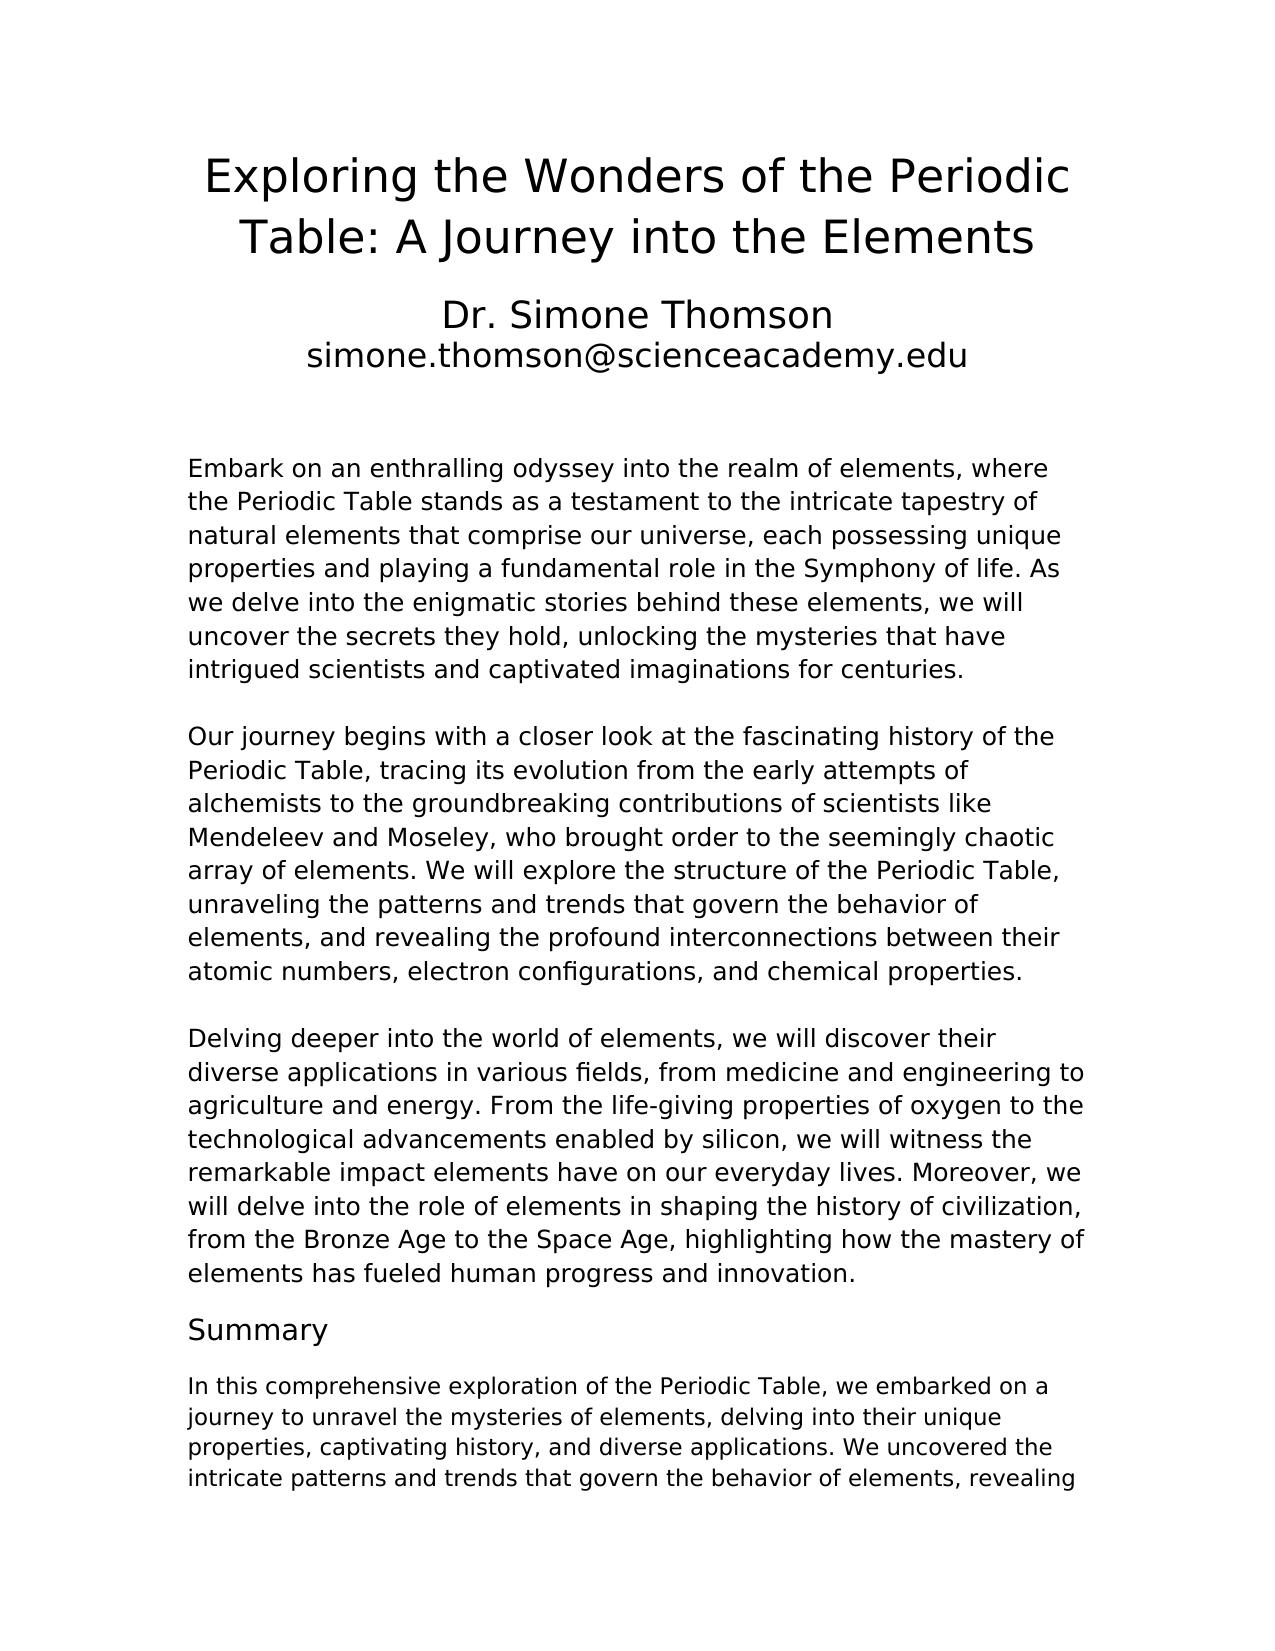 Exploring the Wonders of the Periodic
Table: A Journey into the Elements
Dr. Simone Thomson
simone.thomson@scienceacademy.edu
Embark on an enthralling odyssey into the realm of elements, where
the Periodic Table stands as a testament to the intricate tapestry of
natural elements that comprise our universe, each possessing unique
properties and playing a fundamental role in the Symphony of life. As
we delve into the enigmatic stories behind these elements, we will
uncover the secrets they hold, unlocking the mysteries that have
intrigued scientists and captivated imaginations for centuries.
Our journey begins with a closer look at the fascinating history of the
Periodic Table, tracing its evolution from the early attempts of
alchemists to the groundbreaking contributions of scientists like
Mendeleev and Moseley, who brought order to the seemingly chaotic
array of elements. We will explore the structure of the Periodic Table,
unraveling the patterns and trends that govern the behavior of
elements, and revealing the profound interconnections between their
atomic numbers, electron configurations, and chemical properties.
Delving deeper into the world of elements, we will discover their
diverse applications in various fields, from medicine and engineering to
agriculture and energy. From the life-giving properties of oxygen to the
technological advancements enabled by silicon, we will witness the
remarkable impact elements have on our everyday lives. Moreover, we
will delve into the role of elements in shaping the history of civilization,
from the Bronze Age to the Space Age, highlighting how the mastery of
elements has fueled human progress and innovation.
Summary
In this comprehensive exploration of the Periodic Table, we embarked on a
journey to unravel the mysteries of elements, delving into their unique
properties, captivating history, and diverse applications. We uncovered the
intricate patterns and trends that govern the behavior of elements, revealing